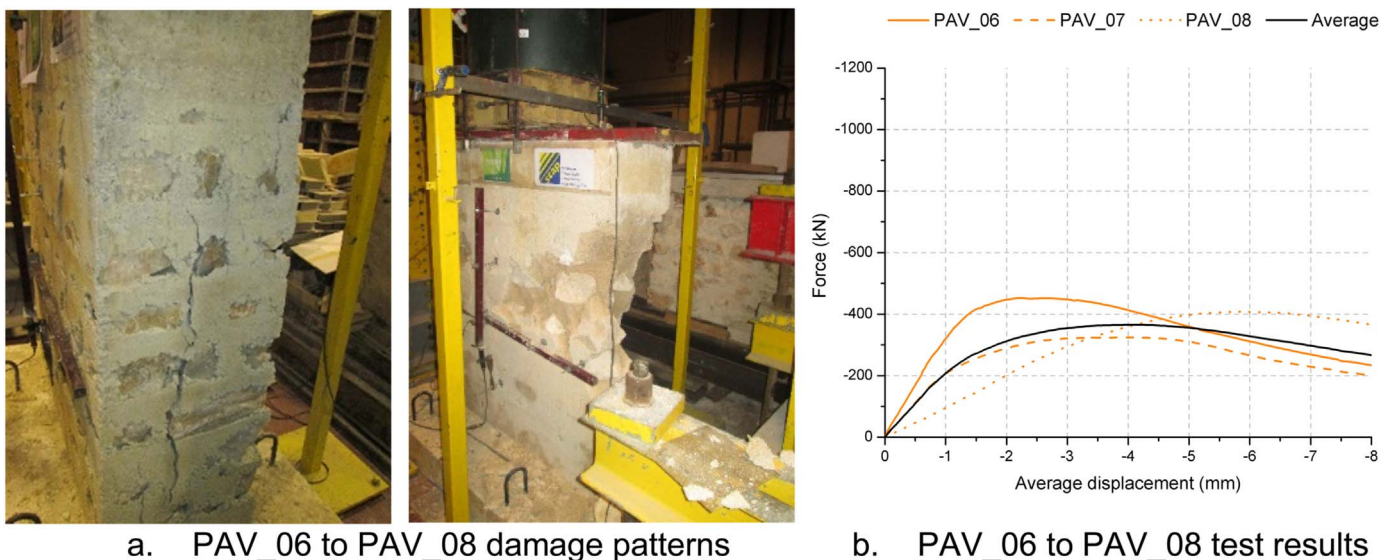 PAV_06 PAV_07 PAV_08 Average
-1200
-1000
-800
-600
-400
-200
0
Force (kN)
0 -1 -2 -3 -4 -5 -6 -7 -8
Average displacement (mm)
stap
a. PAV_06 to PAV_08 damage patterns
b. PAV_06 to PAV_08 test results